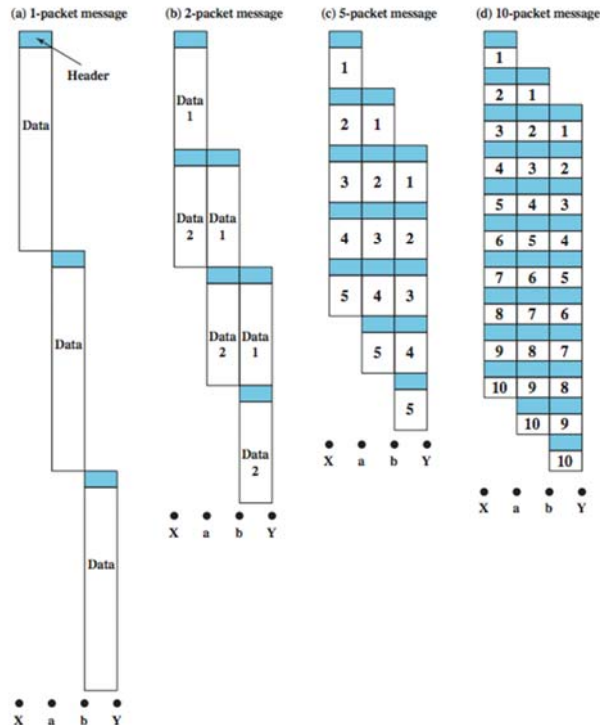 (a) 1-packet message
Header
Data
Data
Data
X a b Y
(b) 2-packet message
Data
1
Data
2
Data
1
Data
2
Data
1
Data
2
X a b Y
(c) 5-packet message
1
2 1
3 2 1
4 3 2
5 4 3
5 4
5
X a b Y
(d) 10-packet message
1
2 1
3 2 1
4 3 2
5 4 3
6 5 4
7 6 5
8 7 6
9 8 7
10 9 8
10 9
10
X a b Y